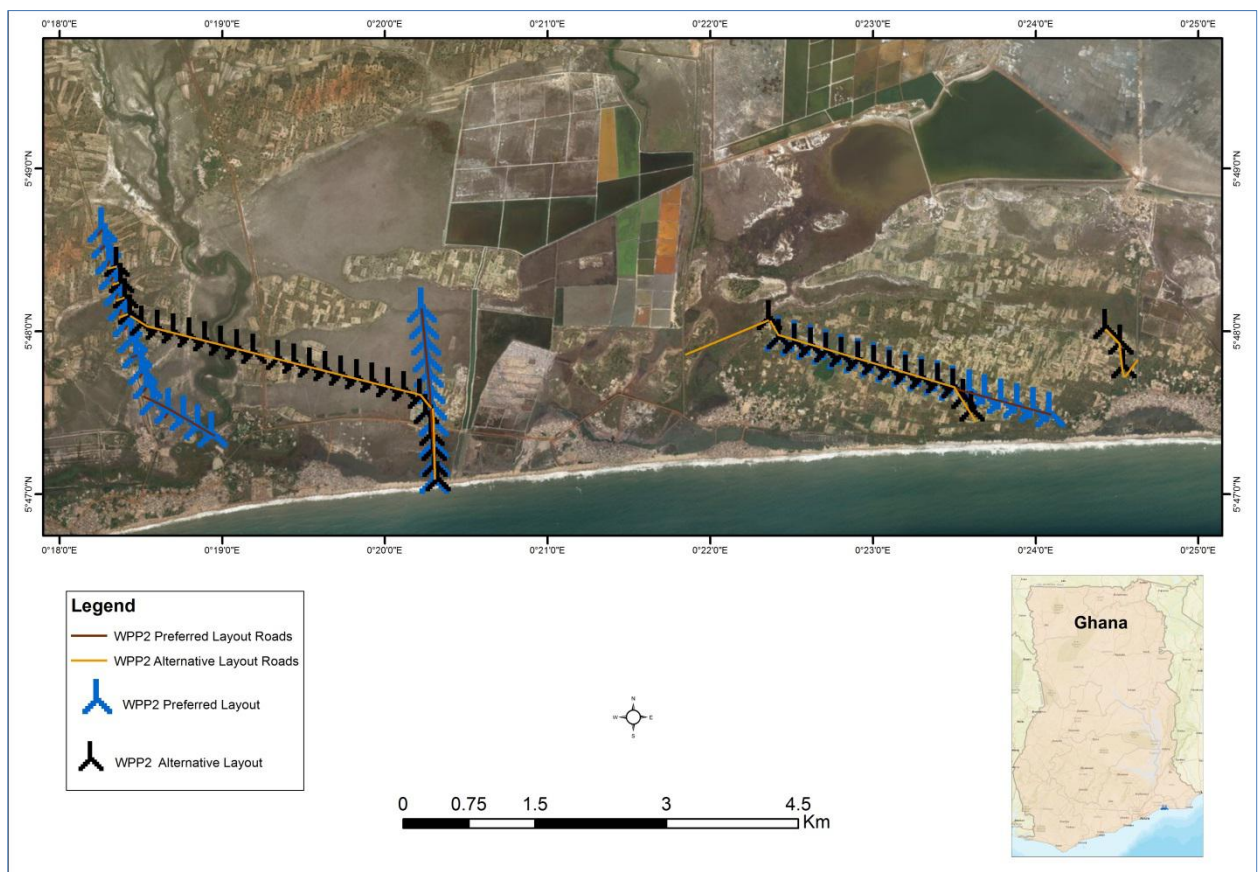 0°18'0"E 0°19'0"E 0°20'0"E 0°21'0"E 0°22'0"E 0°23'0"E 0°24'0"E 0°25'0"E
5°49'0"N 5°49'0"N
5°48'0"N 5°48'0"N
5°47'0"N 5°47'0"N
0°18'0"E 0°19'0"E 0°20'0"E 0°21'0"E 0°22'0"E 0°23'0"E 0°24'0"E 0°25'0"E
Legend
WPP2 Preferred Layout Roads
WPP2 Alternative Layout Roads
WPP2 Preferred Layout
WPP2 Alternative Layout
N
W E
S
0 0.75 1.5 3 4.5
Km
Ghana